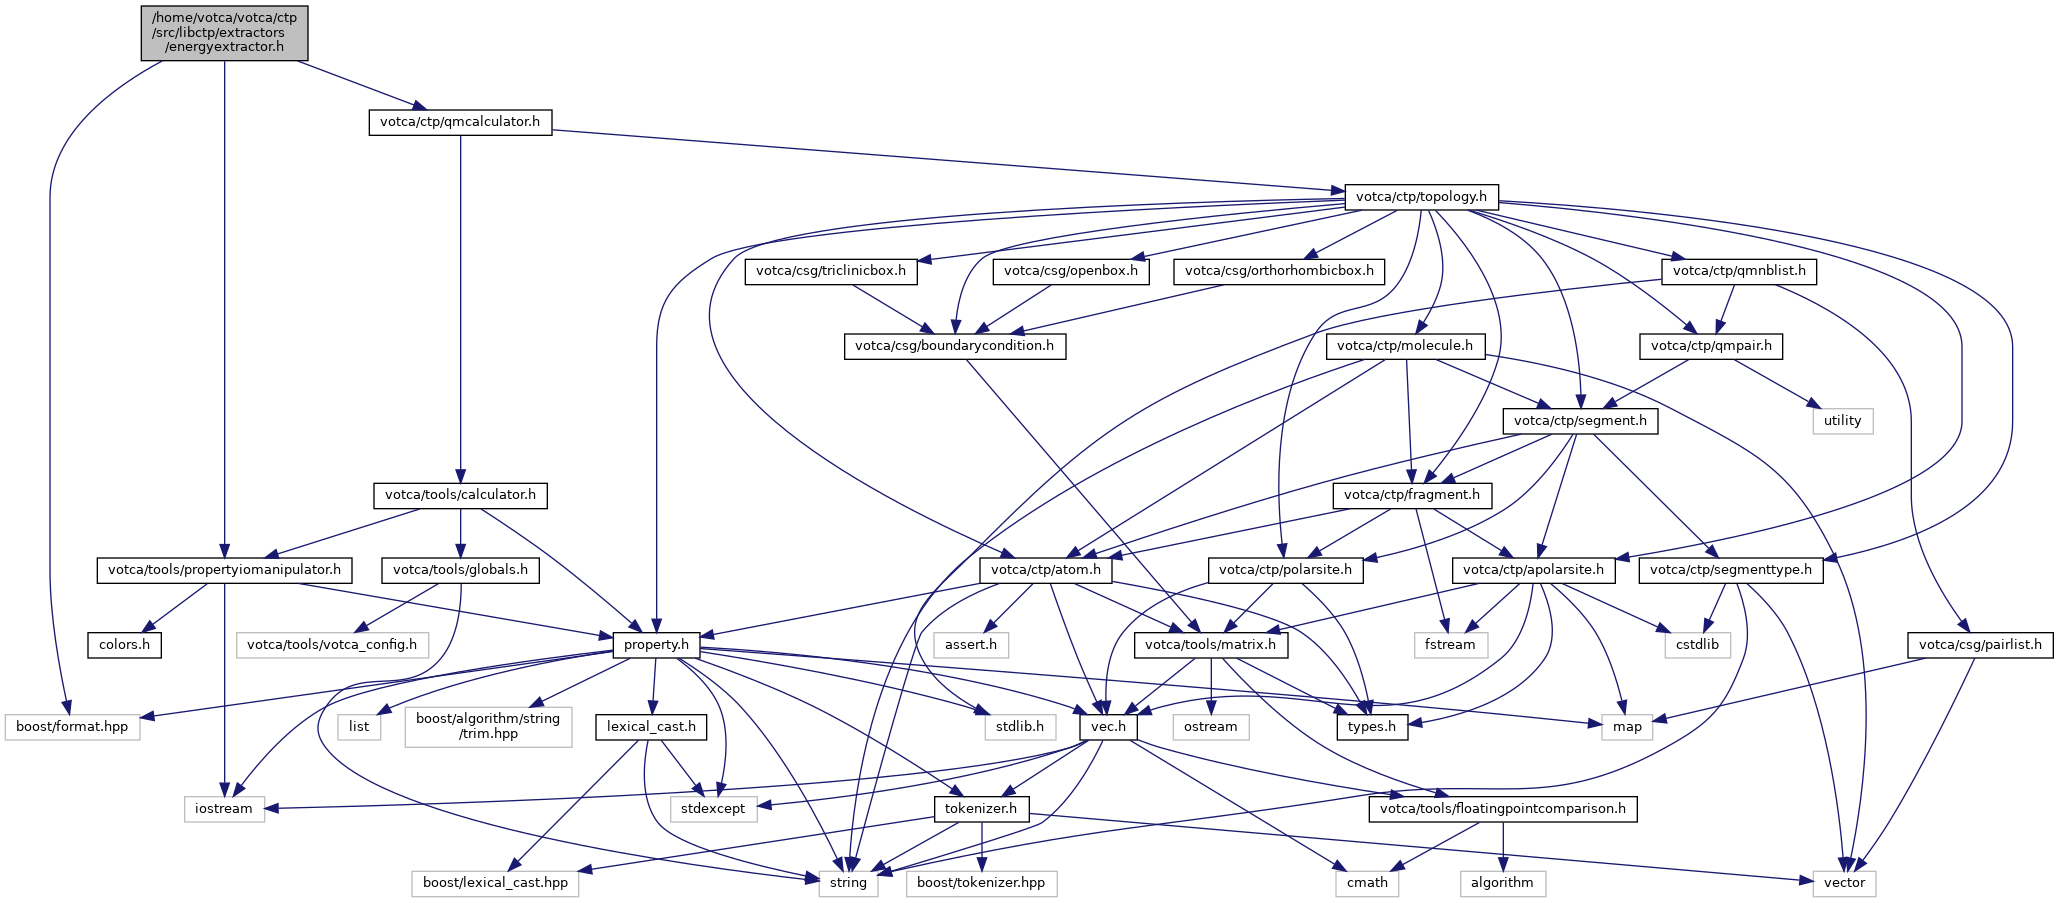 /home/votca/votca/ctp
/src/libctp/extractors
/energyextractor.h
votca/ctp/qmcalculator.h
votca/ctp/topology.h
votca/csg/triclinicbox.h
votca/csg/openbox.h
votca/csg/orthorhombicbox.h
votca/ctp/qmnblist.h
votca/csg/boundarycondition.h
votca/ctp/molecule.h
votca/ctp/qmpair.h
votca/ctp/segment.h
utility
votca/tools/calculator.h
votca/ctp/fragment.h
votca/tools/propertyiomanipulator.h
votca/tools/globals.h
votca/ctp/atom.h
votca/ctp/polarsite.h
votca/ctp/apolarsite.h
votca/ctp/segmenttype.h
colors.h
votca/tools/votca_config.h
property.h
assert.h
votca/tools/matrix.h
fstream
cstdlib
votca/csg/pairlist.h
boost/format.hpp
list
boost/algorithm/string
/trim.hpp
lexical_cast.h
stdlib.h
vec.h
ostream
types.h
map
iostream
stdexcept
tokenizer.h
votca/tools/floatingpointcomparison.h
boost/lexical_cast.hpp
string
boost/tokenizer.hpp
cmath
algorithm
vector